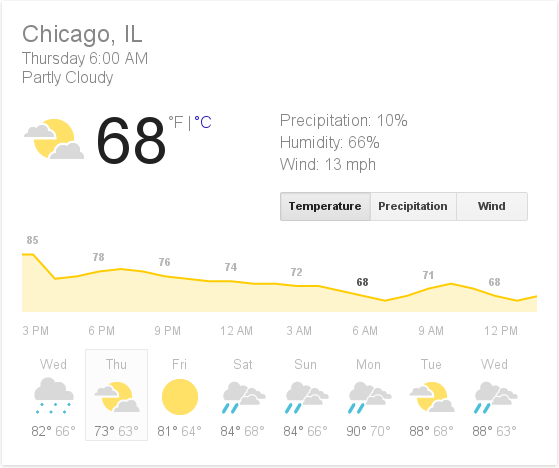 Chicago, IL
Thursday 6:00 AM
Partly Cloudy
68 °F | °C
Precipitation: 10%
Humidity: 66%
Wind: 13 mph
Temperature Precipitation Wind
85 78 76 74 72 68 71 68
3 PM 6 PM 9 PM 12 AM 3 AM 6 AM 9 AM 12 PM
Wed Thu Fri Sat Sun Mon Tue Wed
82° 66° 73° 63° 81° 64° 84° 68° 84° 66° 90° 70° 88° 68° 88° 63°